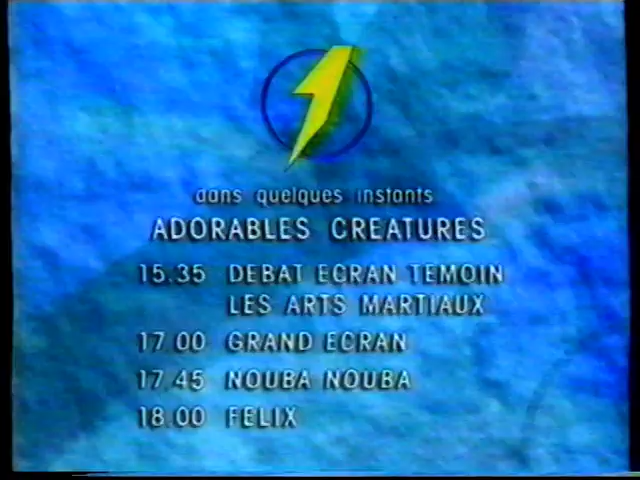 dans quelques instants
ADORABLES CREATURES
15.35 DEBAT ECRAN TEMOIN
LES ARTS MARTIAUX
17.00 GRAND ECRAN
17.45 NOUBA NOUBA
18.00 FELIX